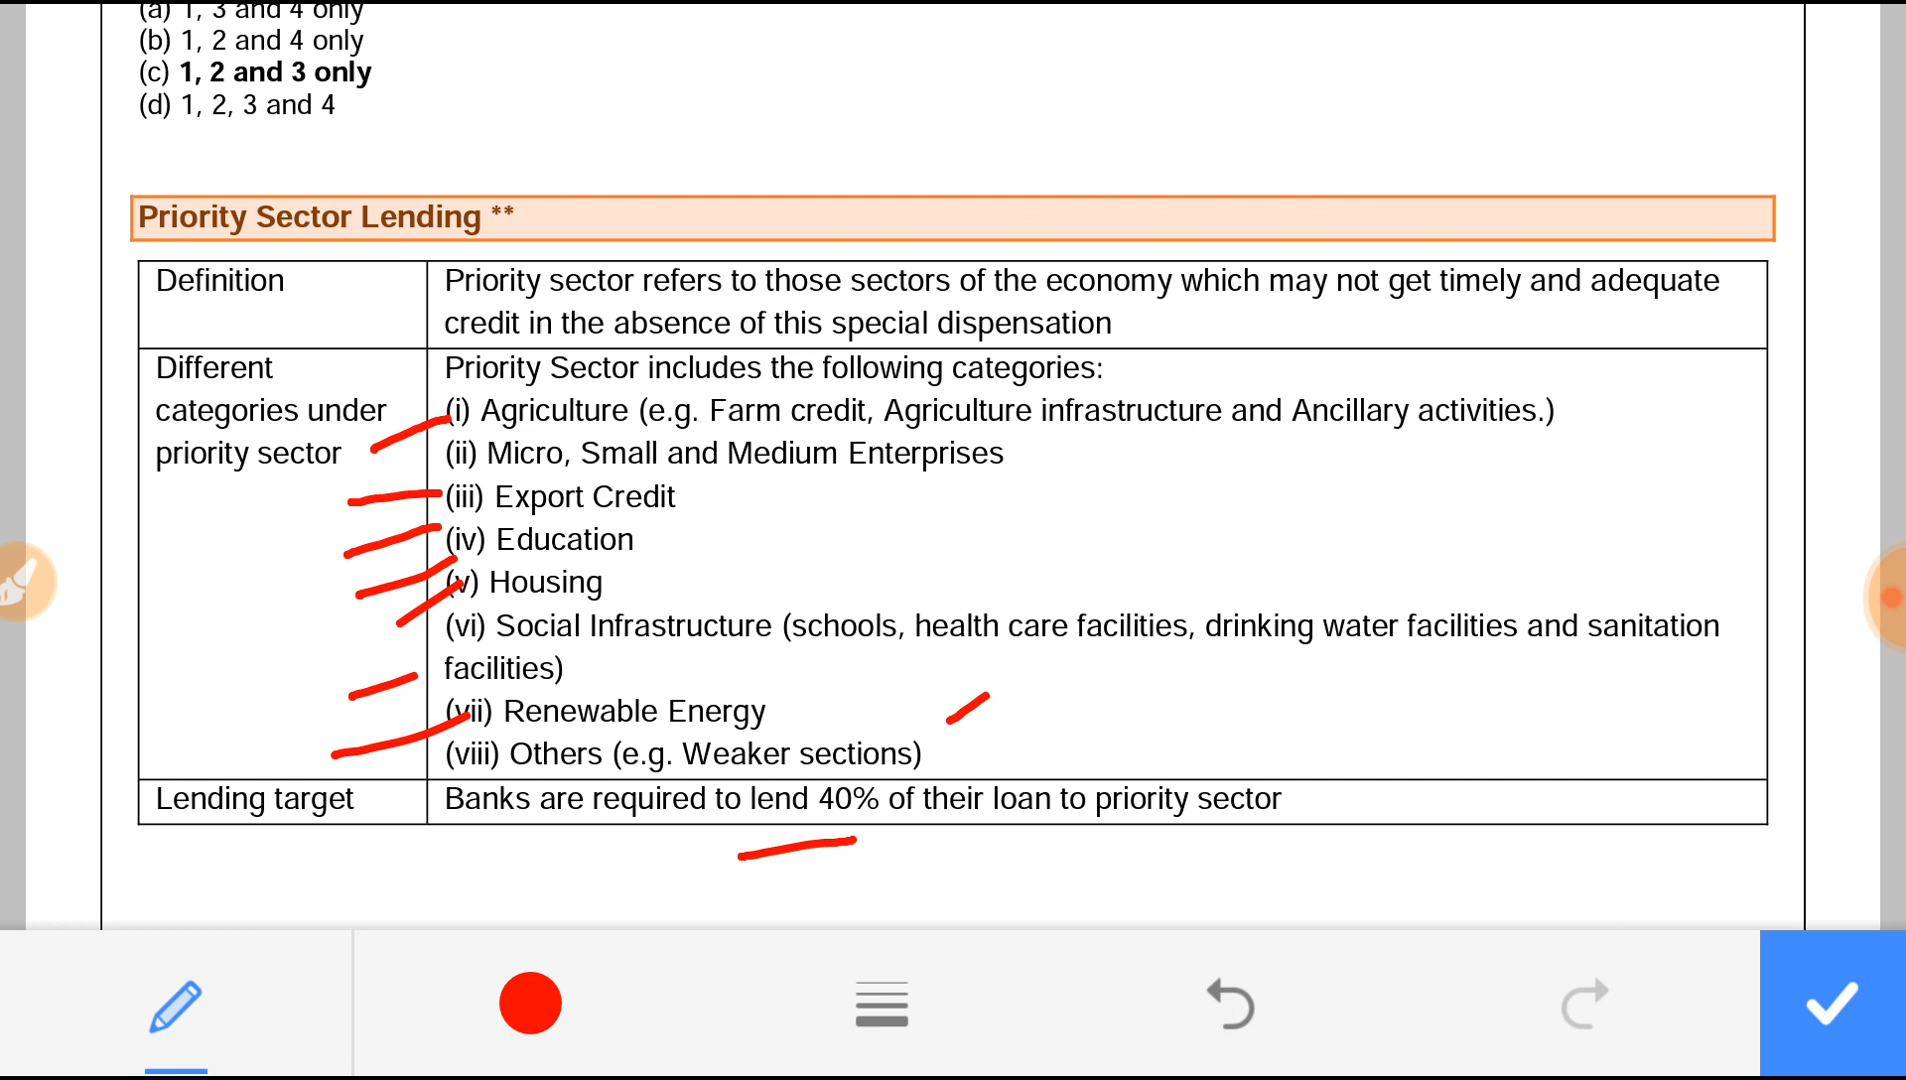 (a) 1, 3 and 4 only
(b) 1, 2 and 4 only
(c) 1, 2 and 3 only
(d) 1, 2, 3 and 4
Priority Sector Lending **
Definition
Priority sector refers to those sectors of the economy which may not get timely and adequate
credit in the absence of this special dispensation
Different
categories under
priority sector
Priority Sector includes the following categories:
(i) Agriculture (e.g. Farm credit, Agriculture infrastructure and Ancillary activities.)
(ii) Micro, Small and Medium Enterprises
(iii) Export Credit
(iv) Education
(v) Housing
(vi) Social Infrastructure (schools, health care facilities, drinking water facilities and sanitation
facilities)
(vii) Renewable Energy
(viii) Others (e.g. Weaker sections)
Lending target
Banks are required to lend 40% of their loan to priority sector